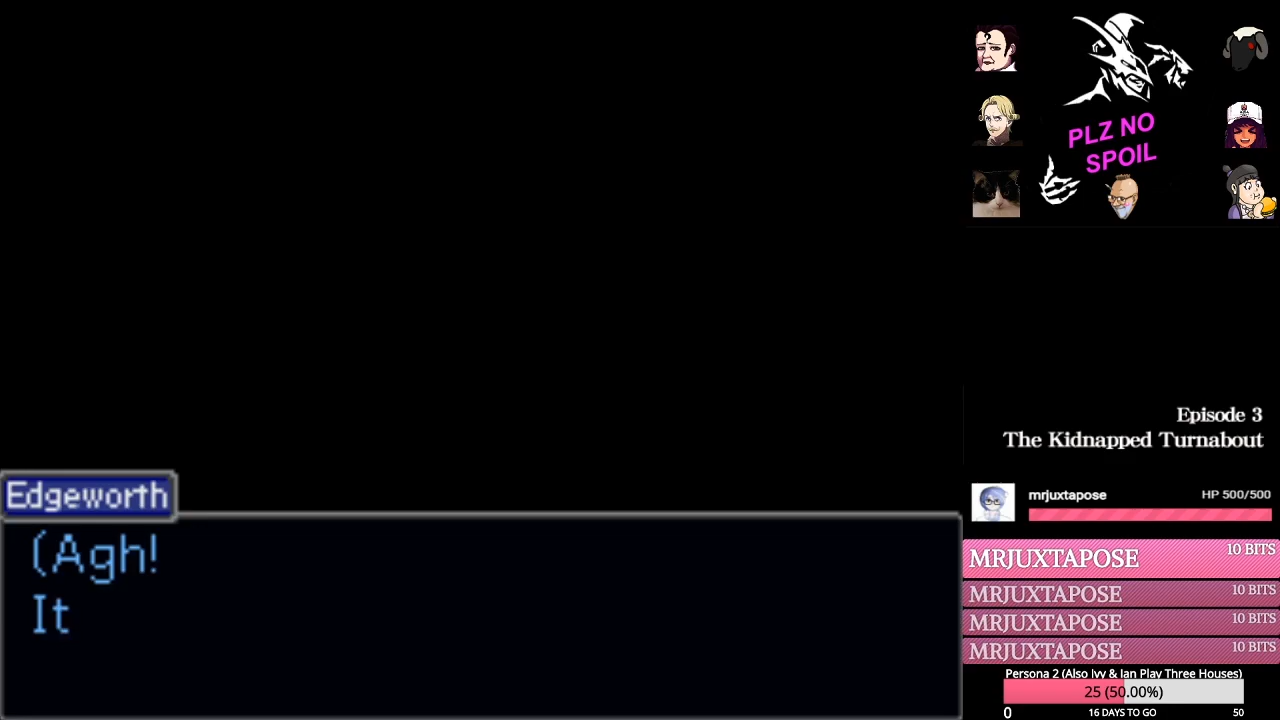 PLZ NO
SPOIL
Episode 3
The Kidnapped Turnabout
mrjuxtapose HP 500/500
MRJUXTAPOSE 10 BITS
MRJUXTAPOSE 10 BITS
MRJUXTAPOSE 10 BITS
MRJUXTAPOSE 10 BITS
Persona 2 (Also Ivy & Ian Play Three Houses)
25 (50.00%)
0 16 DAYS TO GO 50
Edgeworth
(Agh!
It